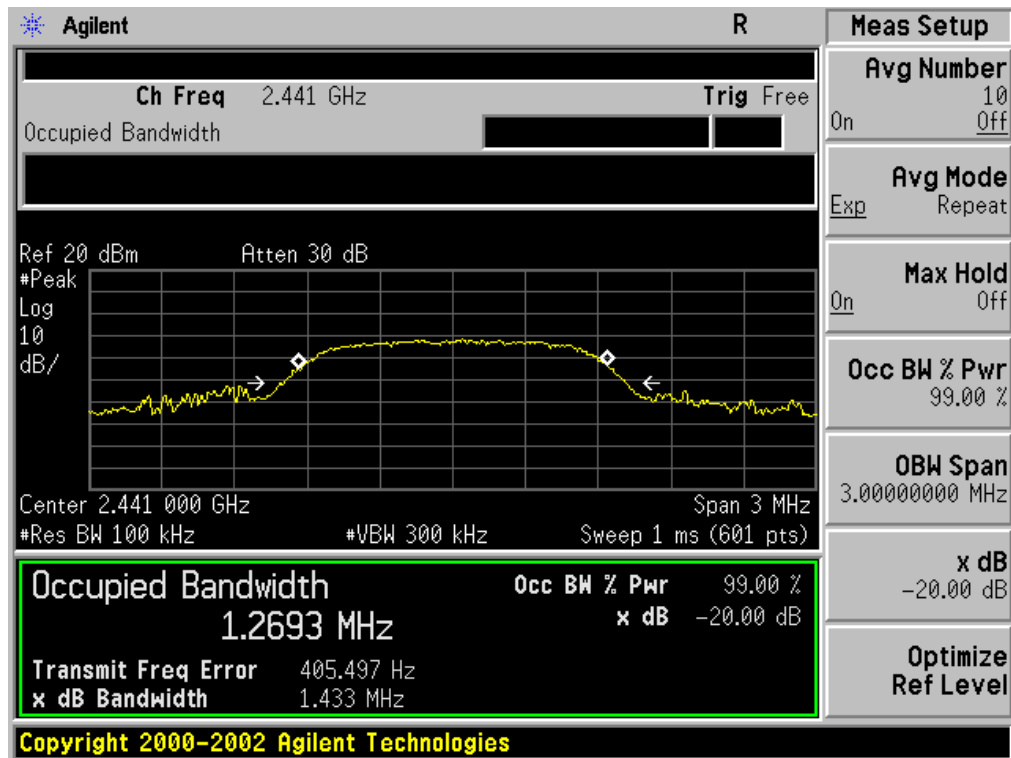 Agilent R Meas Setup
Ch Freq 2.441 GHz Trig Free
Occupied Bandwidth
Ref 20 dBm Atten 30 dB
#Peak
Log
10
dB/
Center 2.441 000 GHz Span 3 MHz
#Res BW 100 kHz #VBW 300 kHz Sweep 1 ms (601 pts)
Occupied Bandwidth Occ BW % Pwr 99.00 %
1.2693 MHz x dB -20.00 dB
Transmit Freq Error 405.497 Hz
x dB Bandwidth 1.433 MHz
Copyright 2000-2002 Agilent Technologies
Avg Number
10
On Off
Avg Mode
Exp Repeat
Max Hold
On Off
Occ BW % Pwr
99.00 %
OBW Span
3.00000000 MHz
x dB
-20.00 dB
Optimize
Ref Level